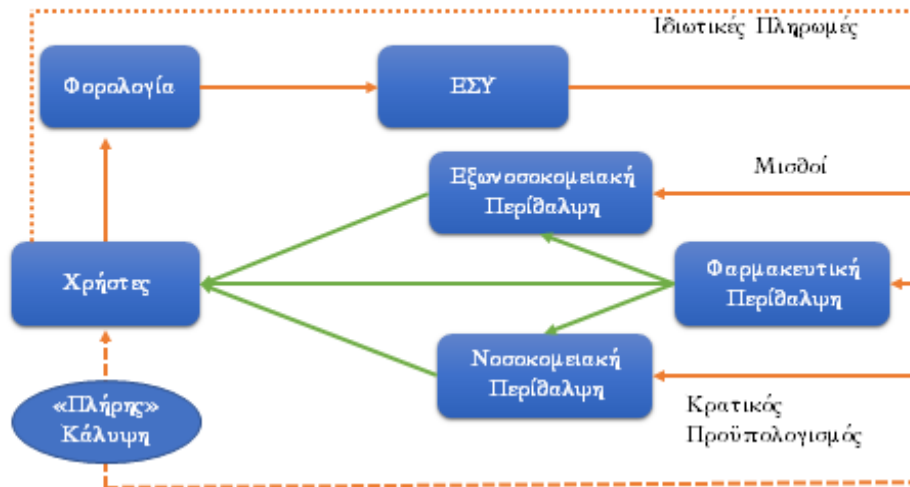 Ιδιωτικές Πληρωμές
Φορολογία
ΕΣΥ
Εξωνοσοκομειακή
Περίθαλψη
Μισθοί
Χρήστες
Φαρμακευτική
Περίθαλψη
Νοσοκομειακή
Περίθαλψη
«Πλήρης»
Κάλυψη
Κρατικός
Προϋπολογισμός